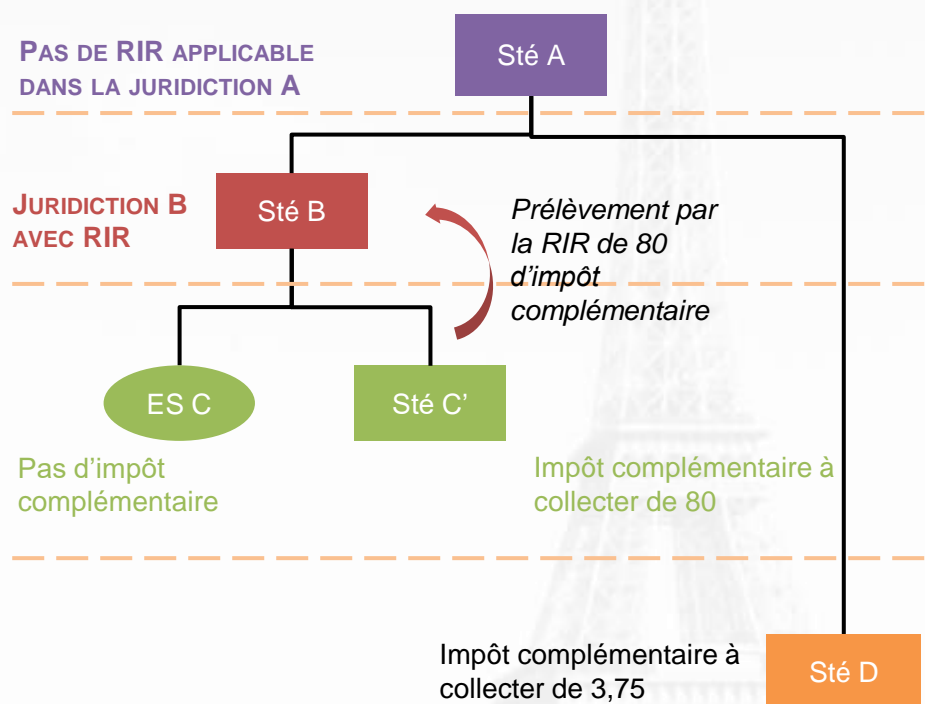 PAS DE RIR APPLICABLE
DANS LA JURIDICTION A
Sté A
JURIDICTION B
AVEC RIR
Sté B
Prélèvement par
la RIR de 80
d’impôt
complémentaire
ES C
Sté C’
Pas d’impôt
complémentaire
Impôt complémentaire à
collecter de 80
Impôt complémentaire à
collecter de 3,75
Sté D